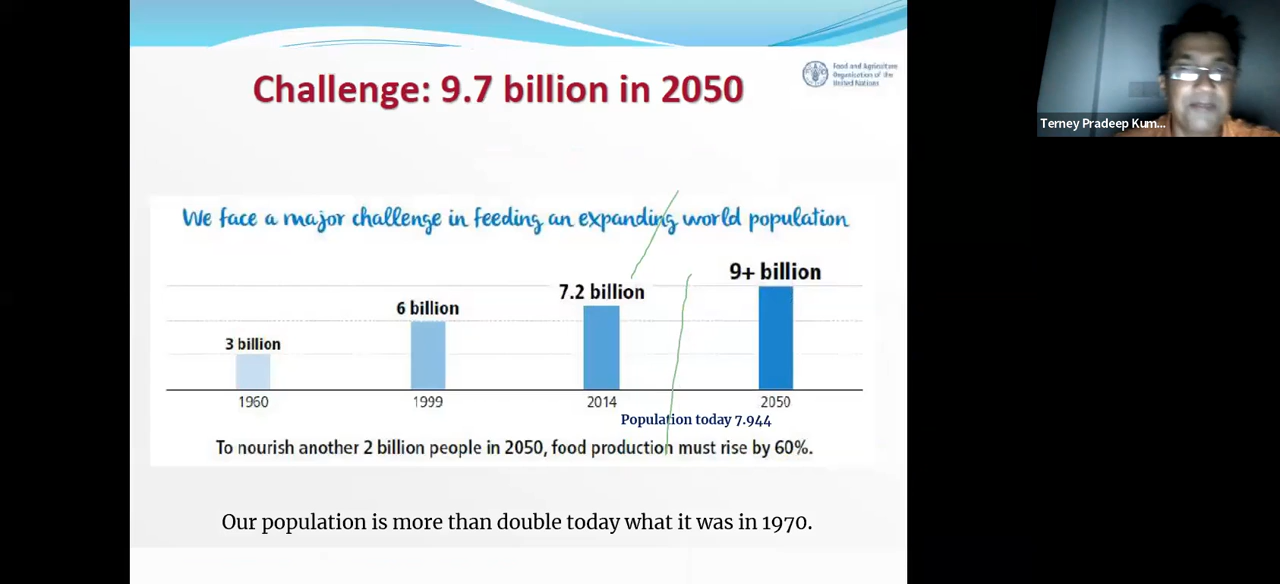 Challenge: 9.7 billion in 2050
Food and Agriculture
Organization of the
United Nations
Terney Pradeep Kum...
We face a major challenge in feeding an expanding world population
3 billion
6 billion
7.2 billion
9+ billion
1960
1999
2014
2050
Population today 7.944
To nourish another 2 billion people in 2050, food production must rise by 60%.
Our population is more than double today what it was in 1970.